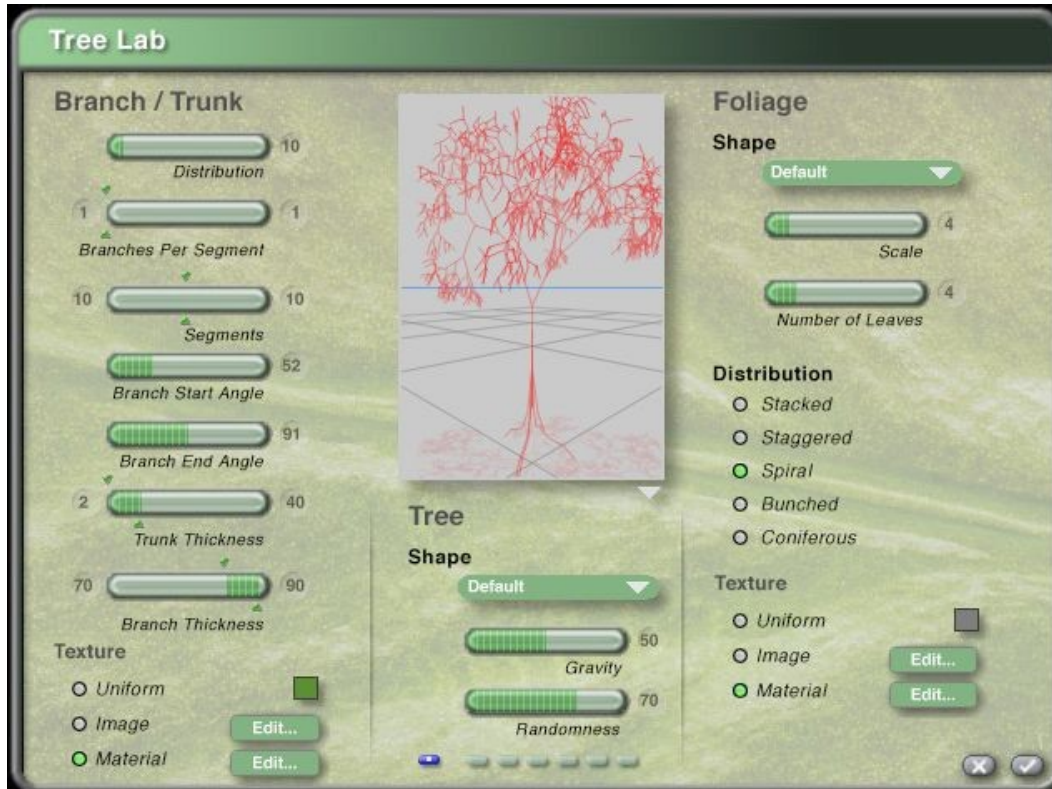 Tree Lab
Branch / Trunk
10
Distribution
1 1
Branches Per Segment
10 10
Segments
52
Branch Start Angle
91
Branch End Angle
2 40
Trunk Thickness
70 90
Branch Thickness
Texture
Uniform
Image Edit...
Material Edit...
Tree
Shape
Default
50
Gravity
70
Randomness
Foliage
Shape
Default
4
Scale
4
Number of Leaves
Distribution
Stacked
Staggered
Spiral
Bunched
Coniferous
Texture
Uniform
Image Edit...
Material Edit...